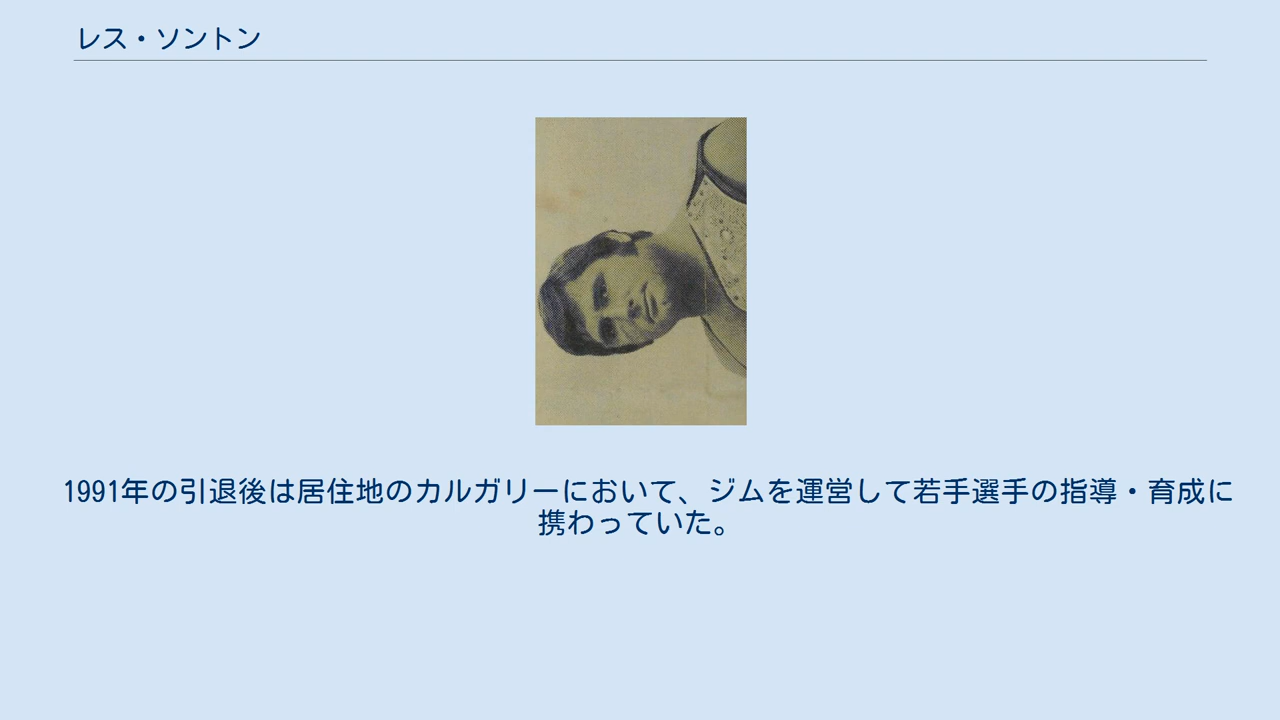 レス・ソントン
1991年の引退後は居住地のカルガリーにおいて、ジムを運営して若手選手の指導・育成に
携わっていた。